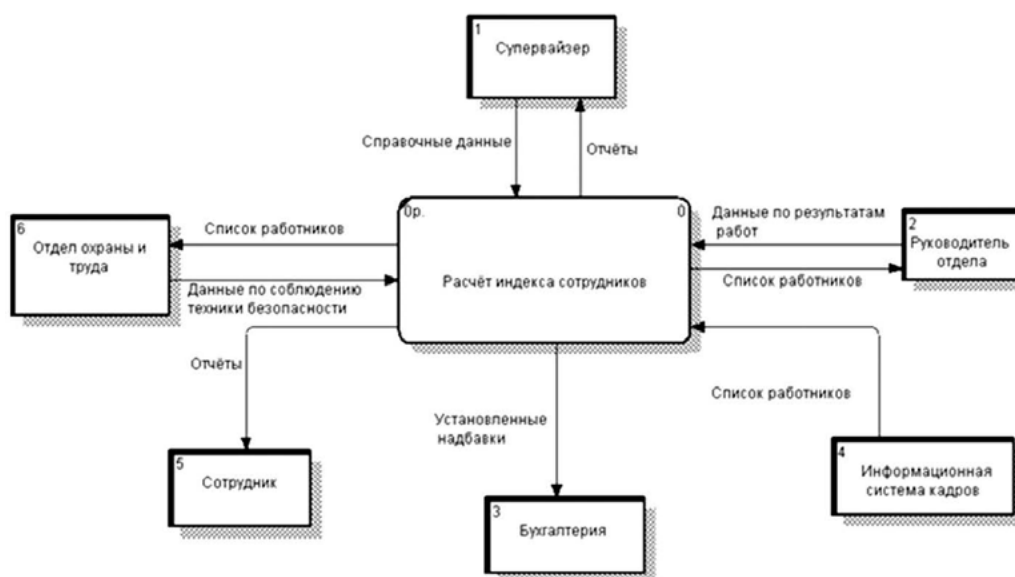 1
Супервайзер
Справочные данные
Отчёты
0р.
0
Расчёт индекса сотрудников
6
Отдел охраны и
труда
Список работников
Данные по соблюдению
техники безопасности
Данные по результатам
работ
Список работников
2
Руководитель
отдела
Отчёты
Установленные
надбавки
Список работников
5
Сотрудник
3
Бухгалтерия
4
Информационная
система кадров